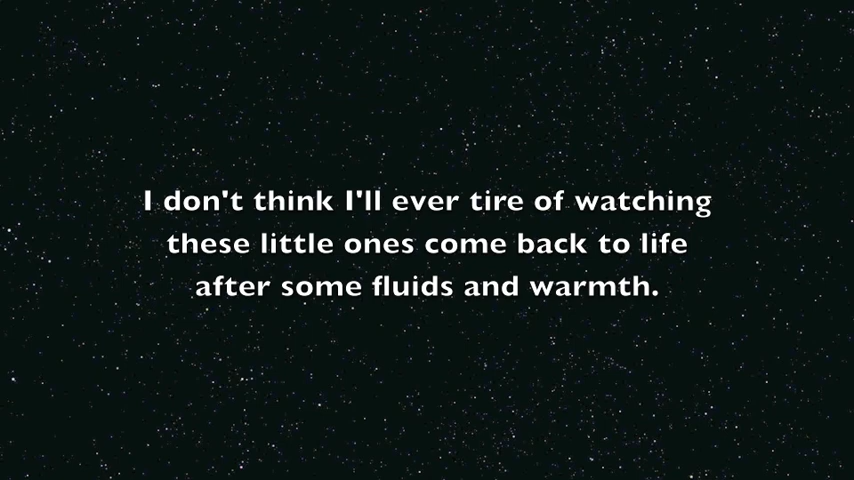 I don't think I'll ever tire of watching
these little ones come back to life
after some fluids and warmth.